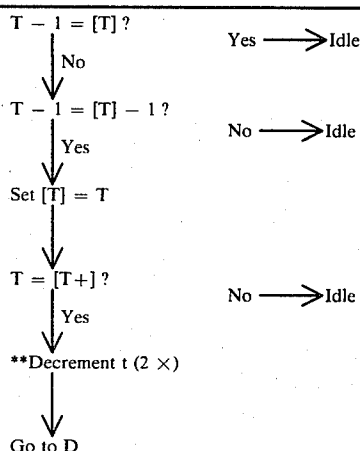 T − 1 = [T] ?
Yes
Idle
No
T − 1 = [T] − 1 ?
No
Idle
Yes
Set [T] = T
T = [T+] ?
No
Idle
Yes
**Decrement t (2 ×)
Go to D